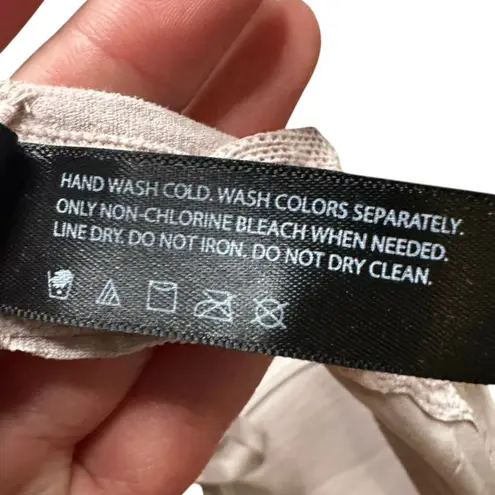 HAND WASH COLD. WASH COLORS SEPARATELY.
ONLY NON-CHLORINE BLEACH WHEN NEEDED.
LINE DRY. DO NOT IRON. DO NOT DRY CLEAN.